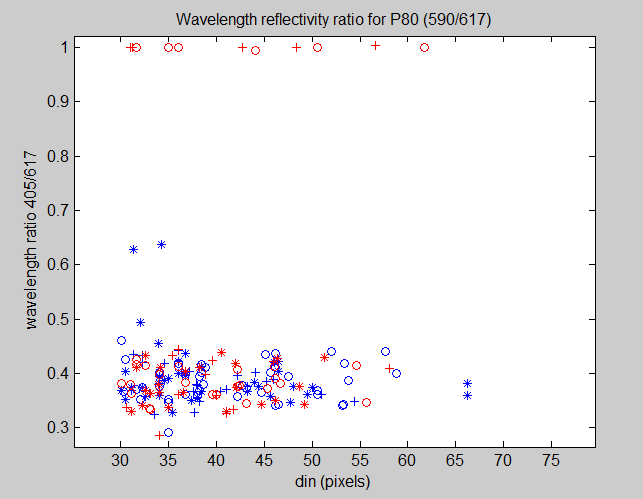 Wavelength reflectivity ratio for P80 (590/617)
wavelength ratio 405/617
1
0.9
0.8
0.7
0.6
0.5
0.4
0.3
30 35 40 45 50 55 60 65 70 75
din (pixels)